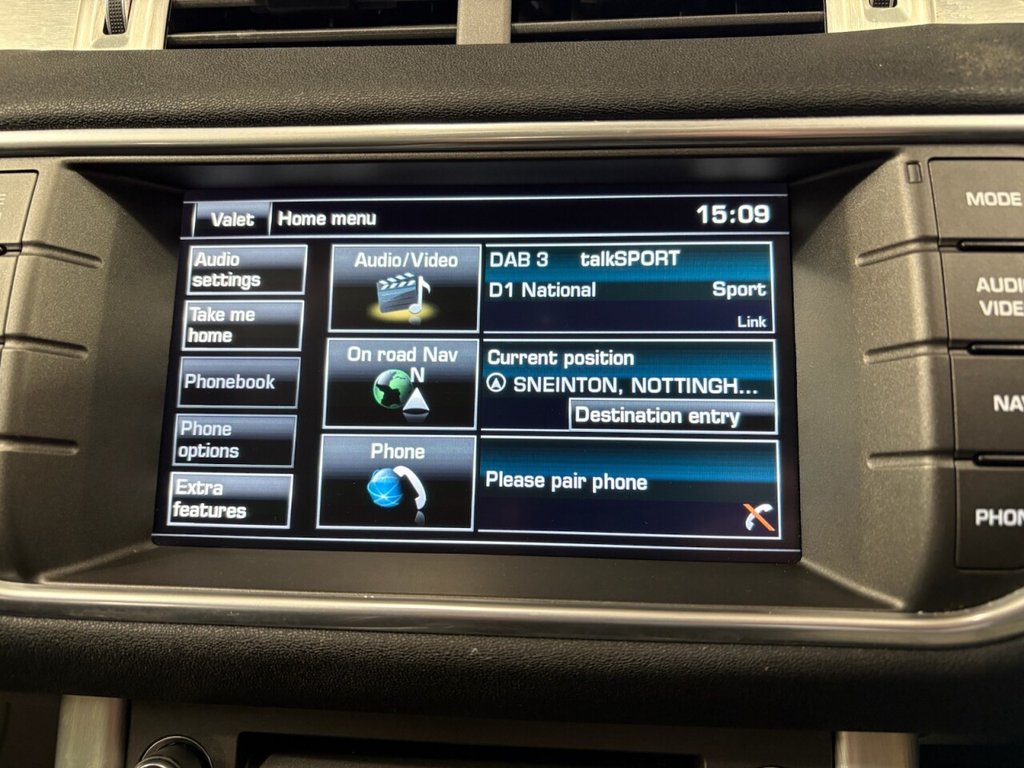 Valet Home menu 15:09
Audio
settings
Take me
home
Phonebook
Phone
options
Extra
features
Audio/Video
On road Nav
N
Phone
DAB 3 talkSPORT
D1 National Sport
Link
Current position
SNEINTON, NOTTINGH...
Destination entry
Please pair phone
MODE
AUDIO
VIDE
NAV
PHON